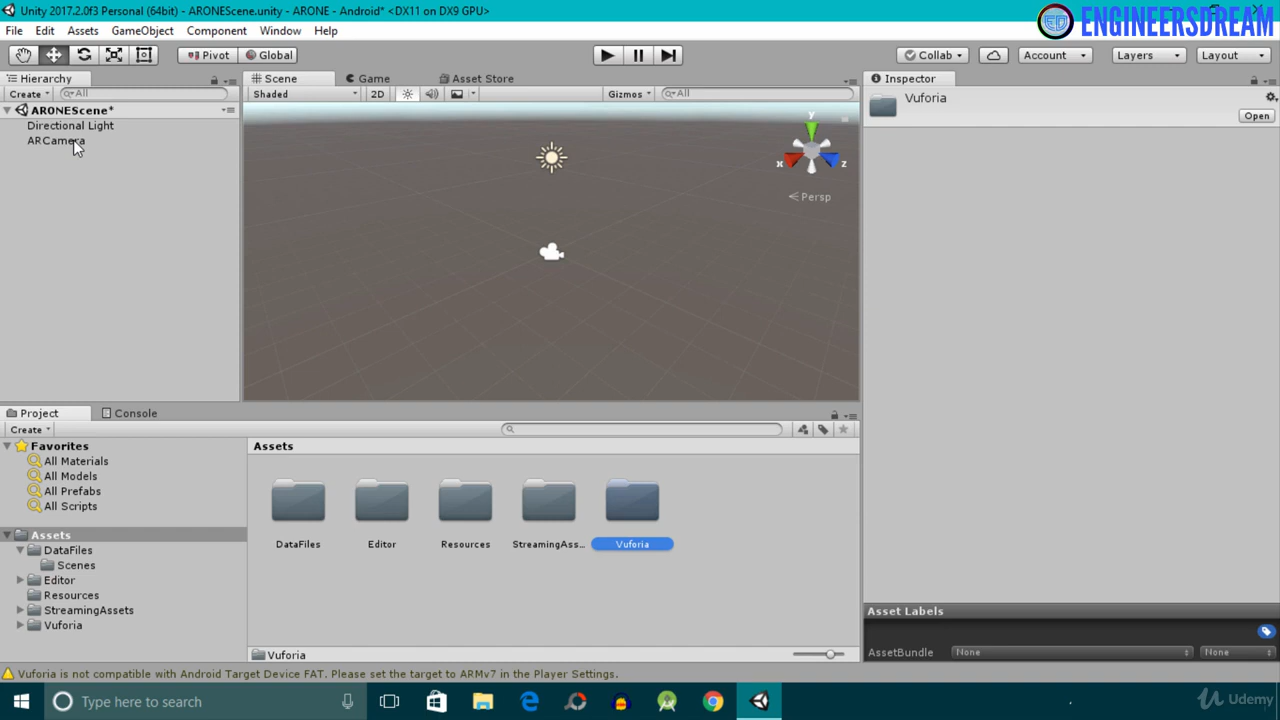 Unity 2017.2.0f3 Personal (64bit) - ARONEScene.unity - ARONE - Android* <DX11 on DX9 GPU>
ENGINEERSDREAM
File Edit Assets GameObject Component Window Help
Pivot Global Collab Account Layers Layout
Hierarchy Scene Game Asset Store Inspector
Create All Shaded 2D Gizmos All Vuforia
Open
ARONEScene*
Directional Light
ARCamera
y
x z
Persp
Project Console
Create
Favorites Assets
All Materials
All Models
All Prefabs
All Scripts
Assets
DataFiles Editor Resources StreamingAss... Vuforia
DataFiles
Scenes
Editor
Resources
StreamingAssets
Vuforia
Asset Labels
Vuforia
AssetBundle None None
Vuforia is not compatible with Android Target Device FAT. Please set the target to ARMv7 in the Player Settings.
Type here to search
Udemy